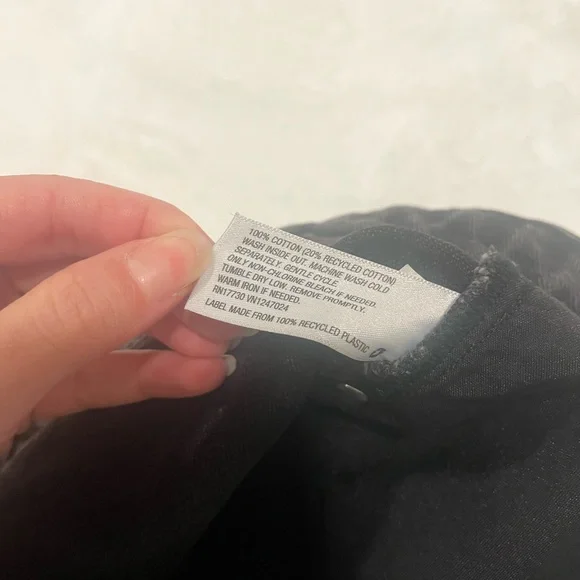 100% COTTON (20% RECYCLED COTTON)
WASH INSIDE OUT. MACHINE WASH COLD
SEPARATELY. GENTLE CYCLE.
ONLY NON-CHLORINE BLEACH IF NEEDED.
TUMBLE DRY LOW. REMOVE PROMPTLY.
WARM IRON IF NEEDED.
RN17730 VN1247024
LABEL MADE FROM 100% RECYCLED PLASTIC